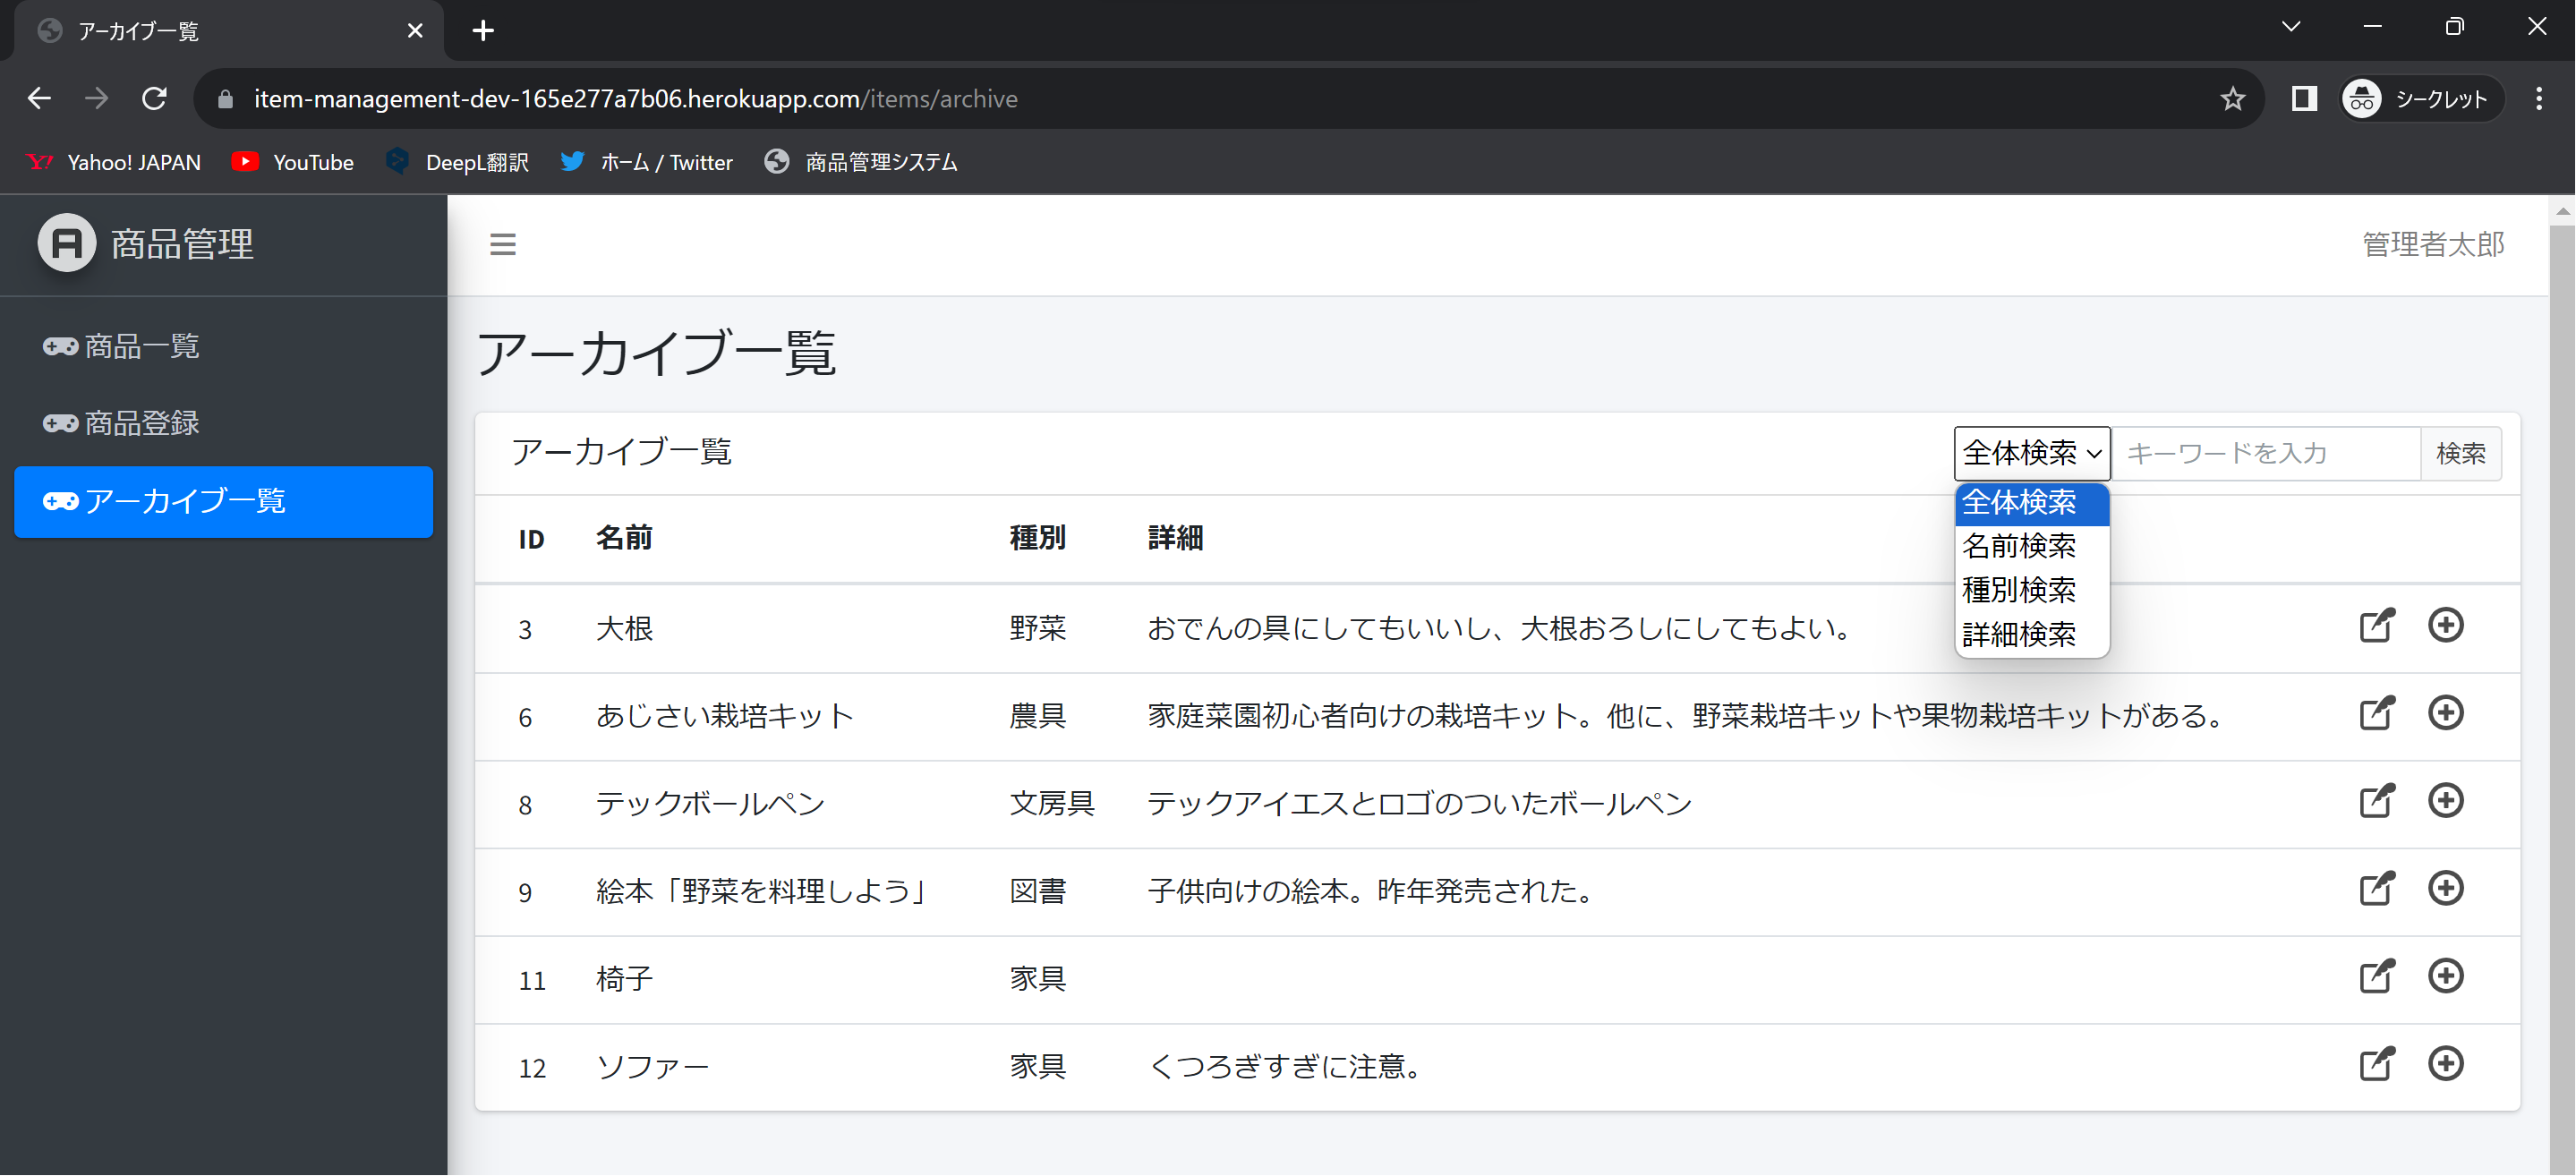 アーカイブ一覧
item-management-dev-165e277a7b06.herokuapp.com/items/archive
シークレット
Yahoo! JAPAN YouTube DeepL翻訳 ホーム / Twitter 商品管理システム
商品管理
管理者太郎
商品一覧
商品登録
アーカイブ一覧
アーカイブ一覧
アーカイブ一覧 全体検索 キーワードを入力 検索
全体検索
名前検索
種別検索
詳細検索
ID 名前 種別 詳細
3 大根 野菜 おでんの具にしてもいいし、大根おろしにしてもよい。
6 あじさい栽培キット 農具 家庭菜園初心者向けの栽培キット。他に、野菜栽培キットや果物栽培キットがある。
8 テックボールペン 文房具 テックアイエスとロゴのついたボールペン
9 絵本「野菜を料理しよう」 図書 子供向けの絵本。昨年発売された。
11 椅子 家具
12 ソファー 家具 くつろぎすぎに注意。